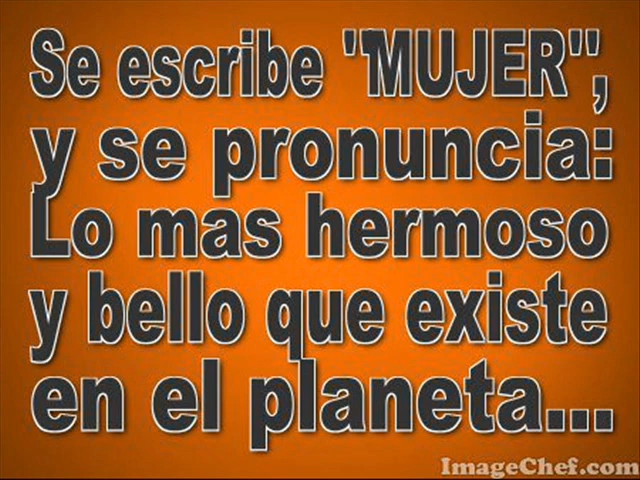 Se escribe "MUJER",
y se pronuncia:
Lo mas hermoso
y bello que existe
en el planeta...
ImageChef.com